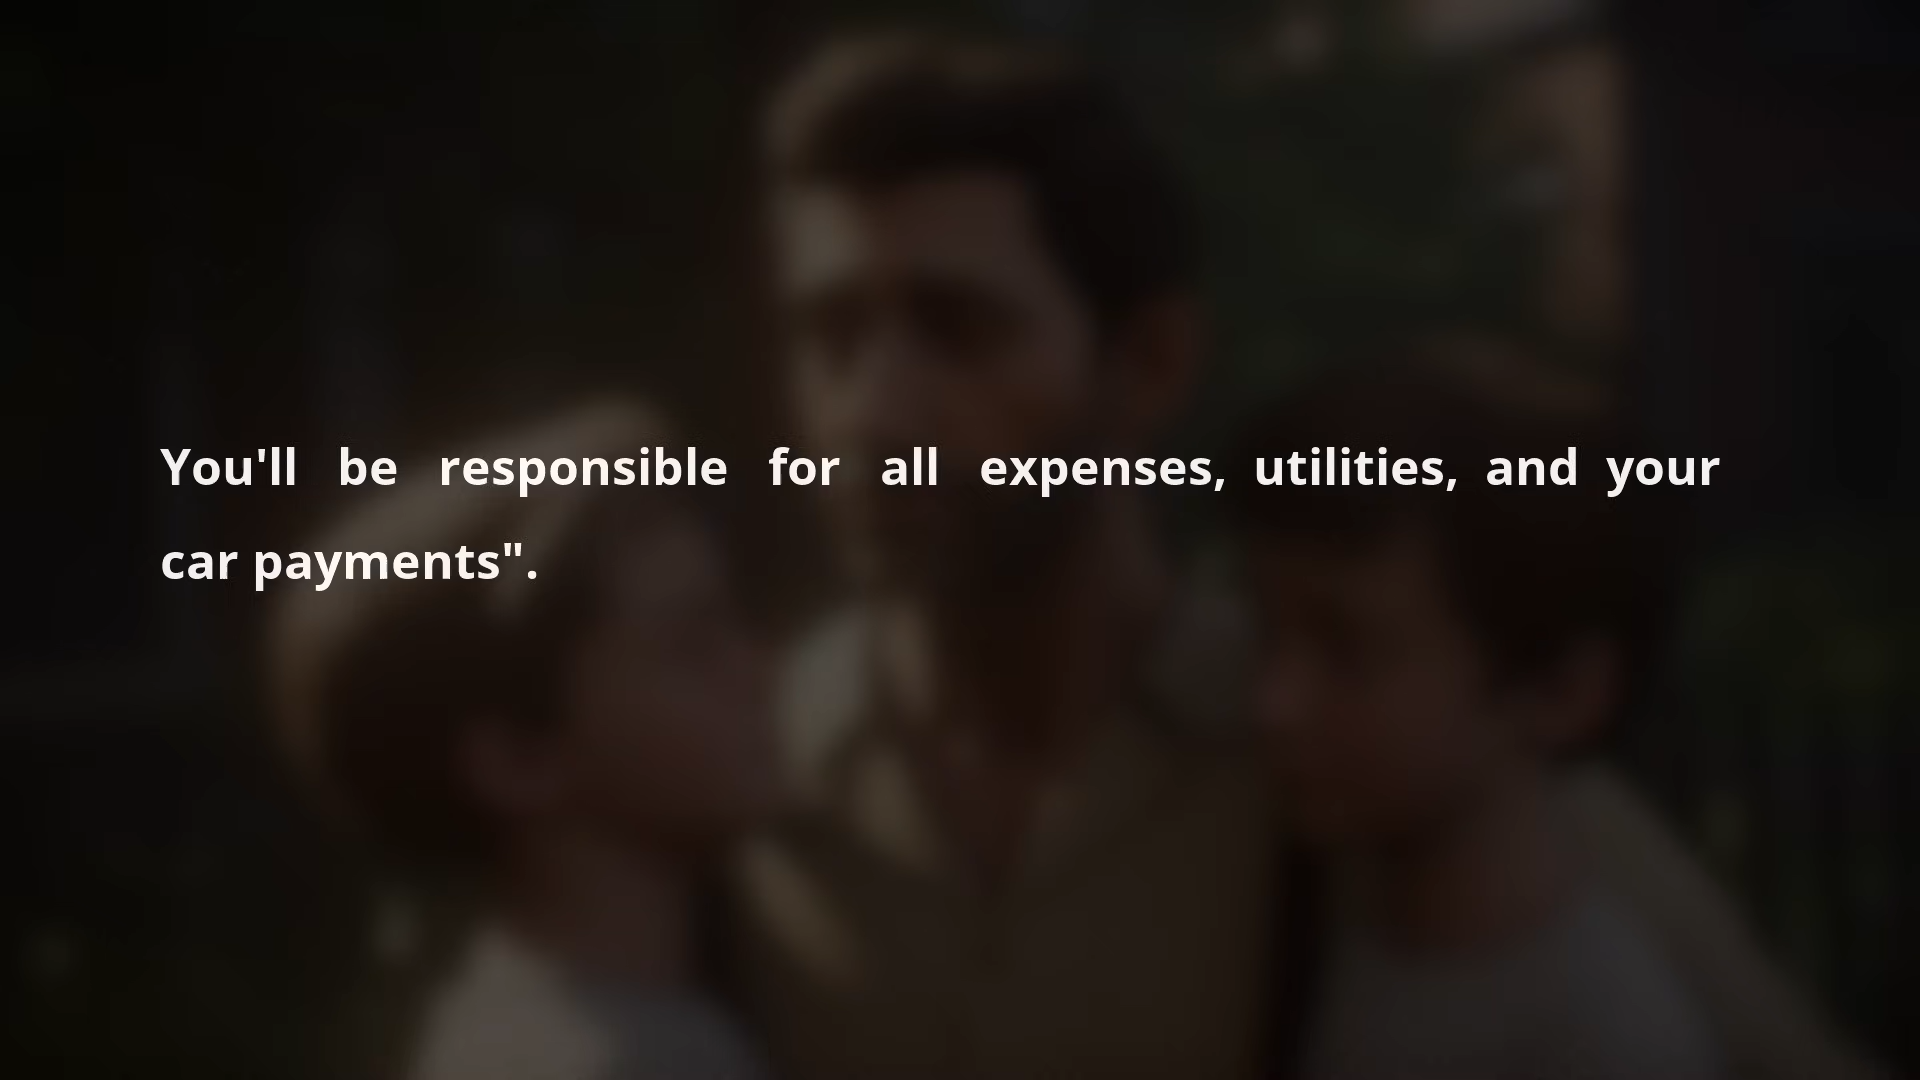 You'll be responsible for all expenses, utilities, and your
car payments".